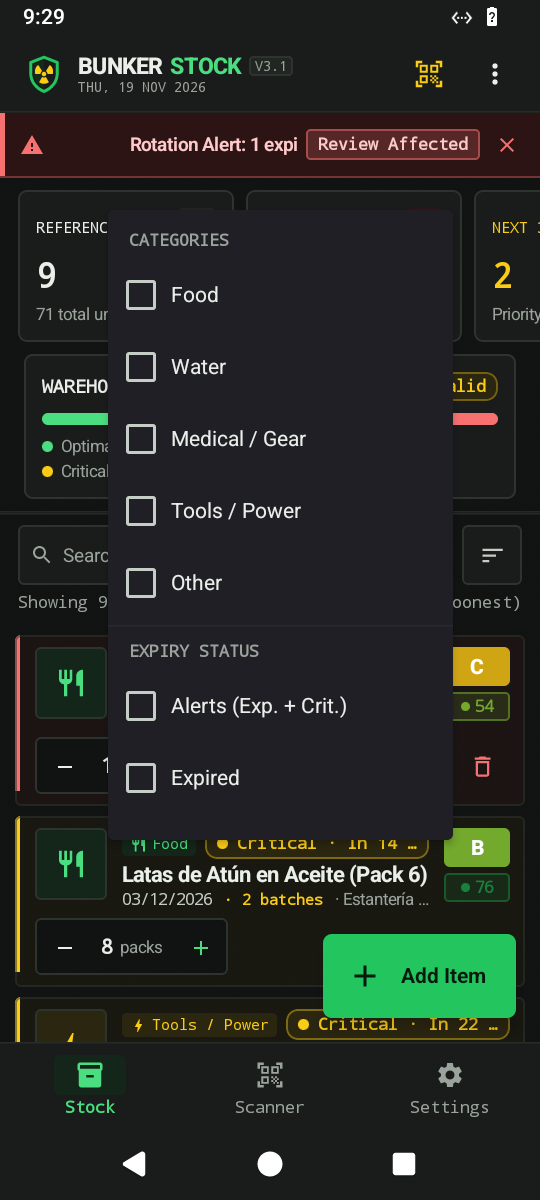 9:29
BUNKER STOCK V3.1
THU, 19 NOV 2026
Rotation Alert: 1 expi Review Affected
REFERENC
NEXT
9
2
71 total un
Priority
WAREHO
alid
Optima
Critical
CATEGORIES
Food
Water
Medical / Gear
Tools / Power
Other
EXPIRY STATUS
Alerts (Exp. + Crit.)
Expired
Searc
Showing 9
oonest)
C
54
B
76
Food Critical · In 14 …
Latas de Atún en Aceite (Pack 6)
03/12/2026 · 2 batches · Estantería …
− 8 packs +
+ Add Item
Tools / Power Critical · In 22 …
Stock Scanner Settings